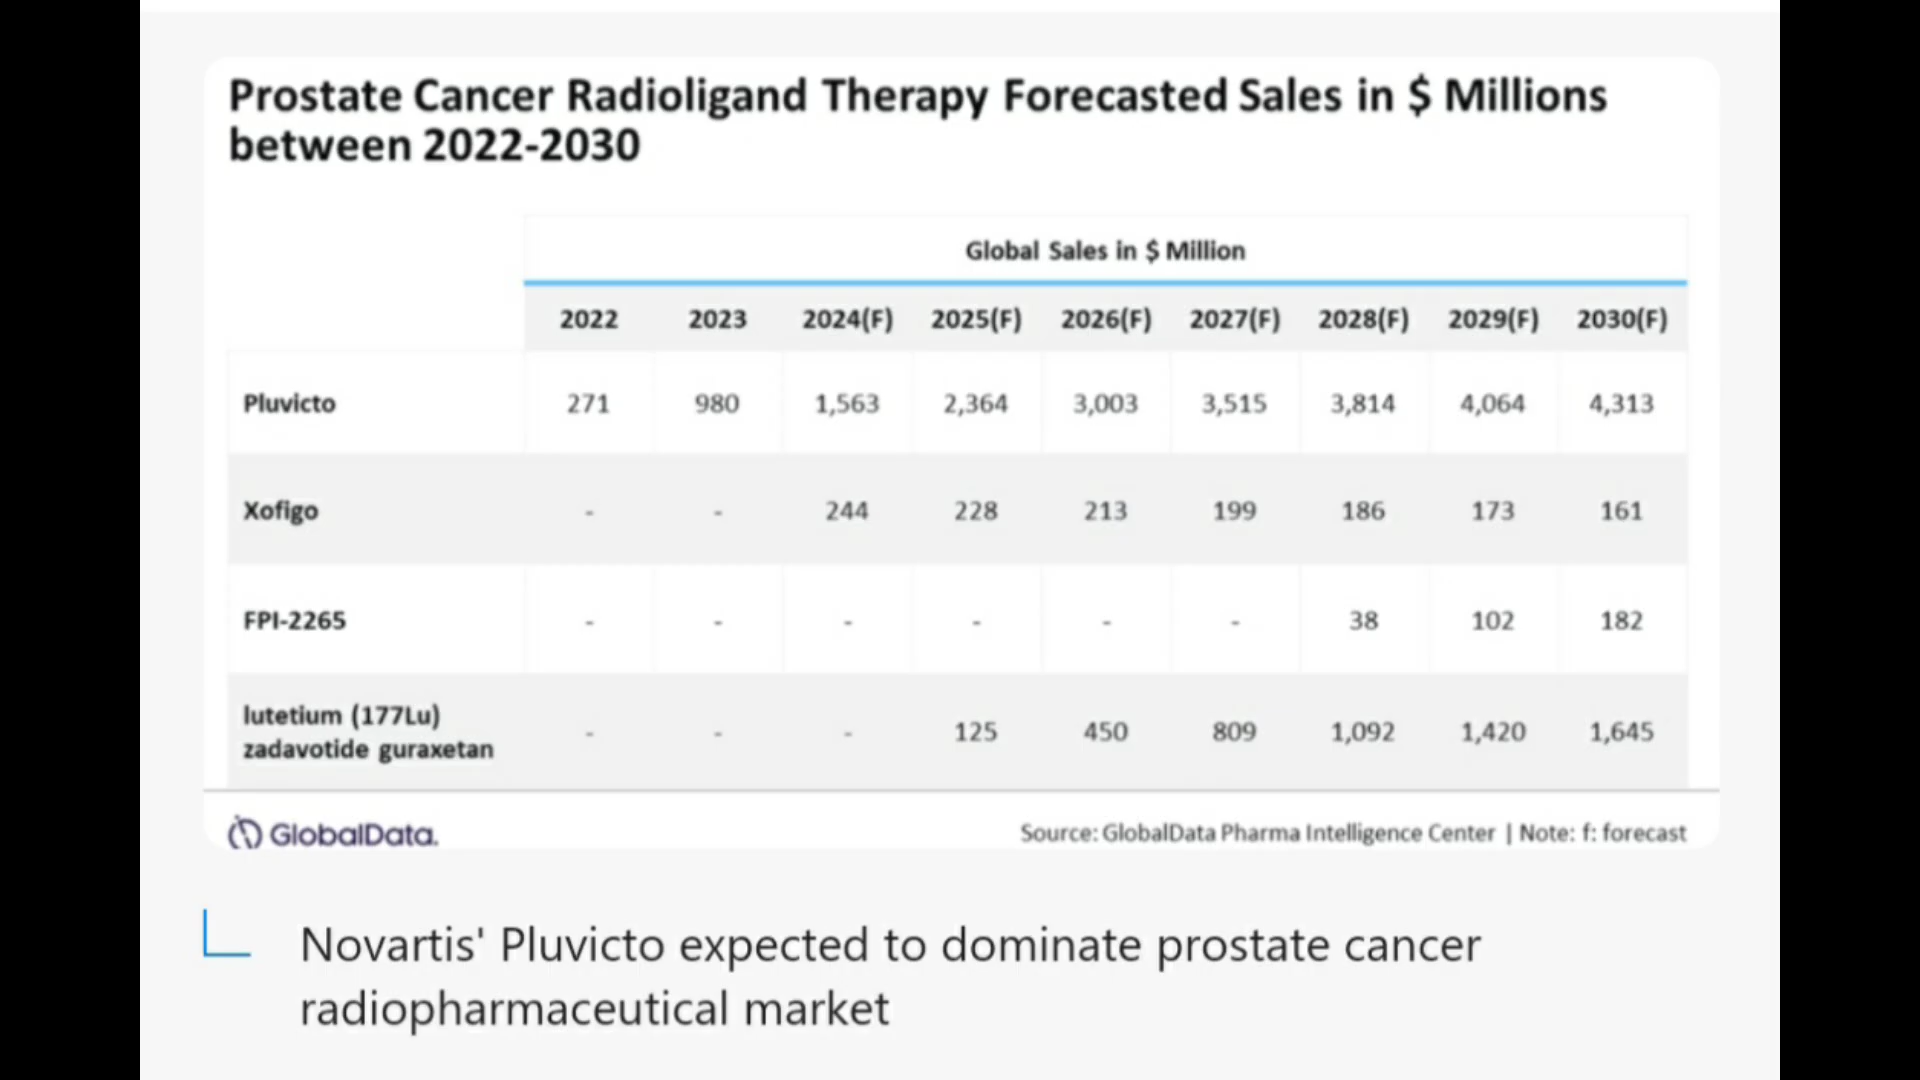 Prostate Cancer Radioligand Therapy Forecasted Sales in $ Millions
between 2022-2030
Global Sales in $ Million
2022 2023 2024(F) 2025(F) 2026(F) 2027(F) 2028(F) 2029(F) 2030(F)
Pluvicto 271 980 1,563 2,364 3,003 3,515 3,814 4,064 4,313
Xofigo - - 244 228 213 199 186 173 161
FPI-2265 - - - - - - 38 102 182
lutetium (177Lu)
zadavotide guraxetan - - - 125 450 809 1,092 1,420 1,645
GlobalData.
Source: GlobalData Pharma Intelligence Center | Note: f: forecast
Novartis' Pluvicto expected to dominate prostate cancer
radiopharmaceutical market